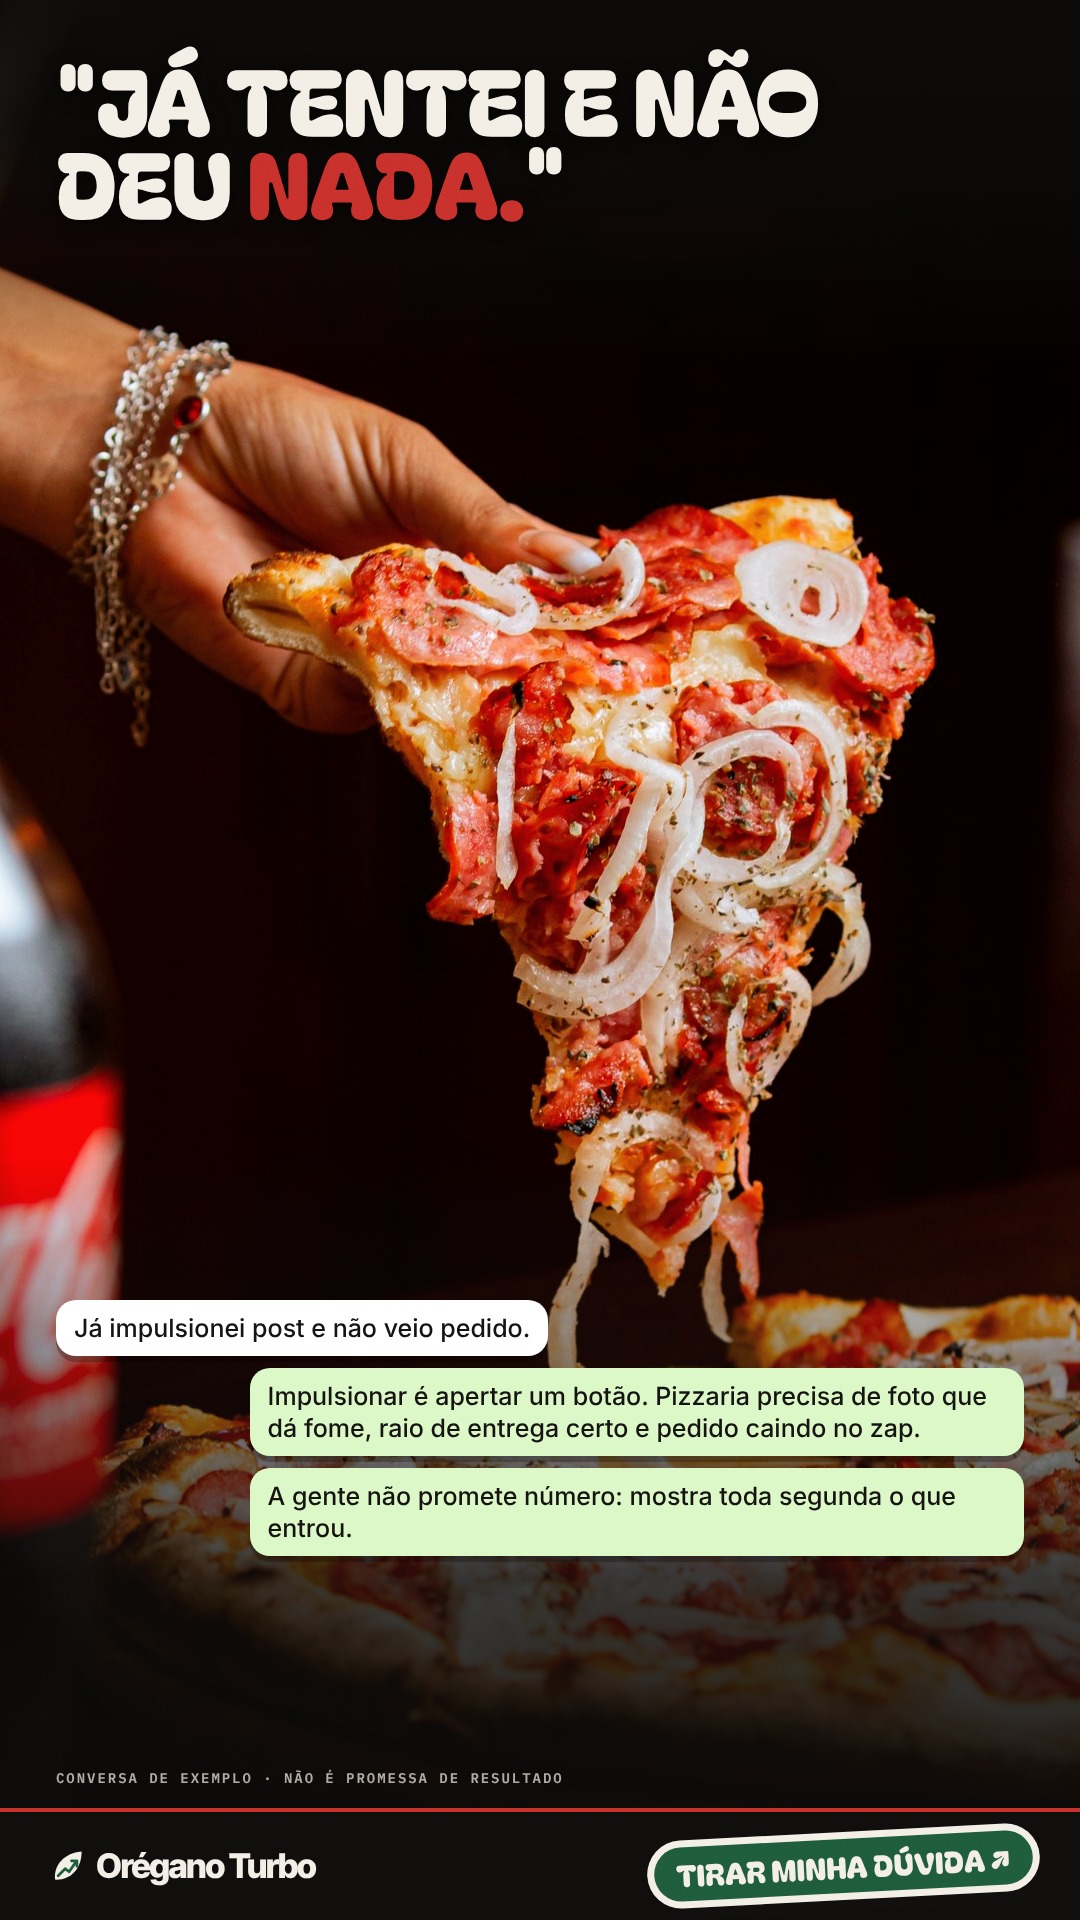 "JÁ TENTEI E NÃO
DEU NADA."
Já impulsionei post e não veio pedido.
Impulsionar é apertar um botão. Pizzaria precisa de foto que
dá fome, raio de entrega certo e pedido caindo no zap.
A gente não promete número: mostra toda segunda o que
entrou.
CONVERSA DE EXEMPLO · NÃO É PROMESSA DE RESULTADO
Orégano Turbo
TIRAR MINHA DÚVIDA ↗